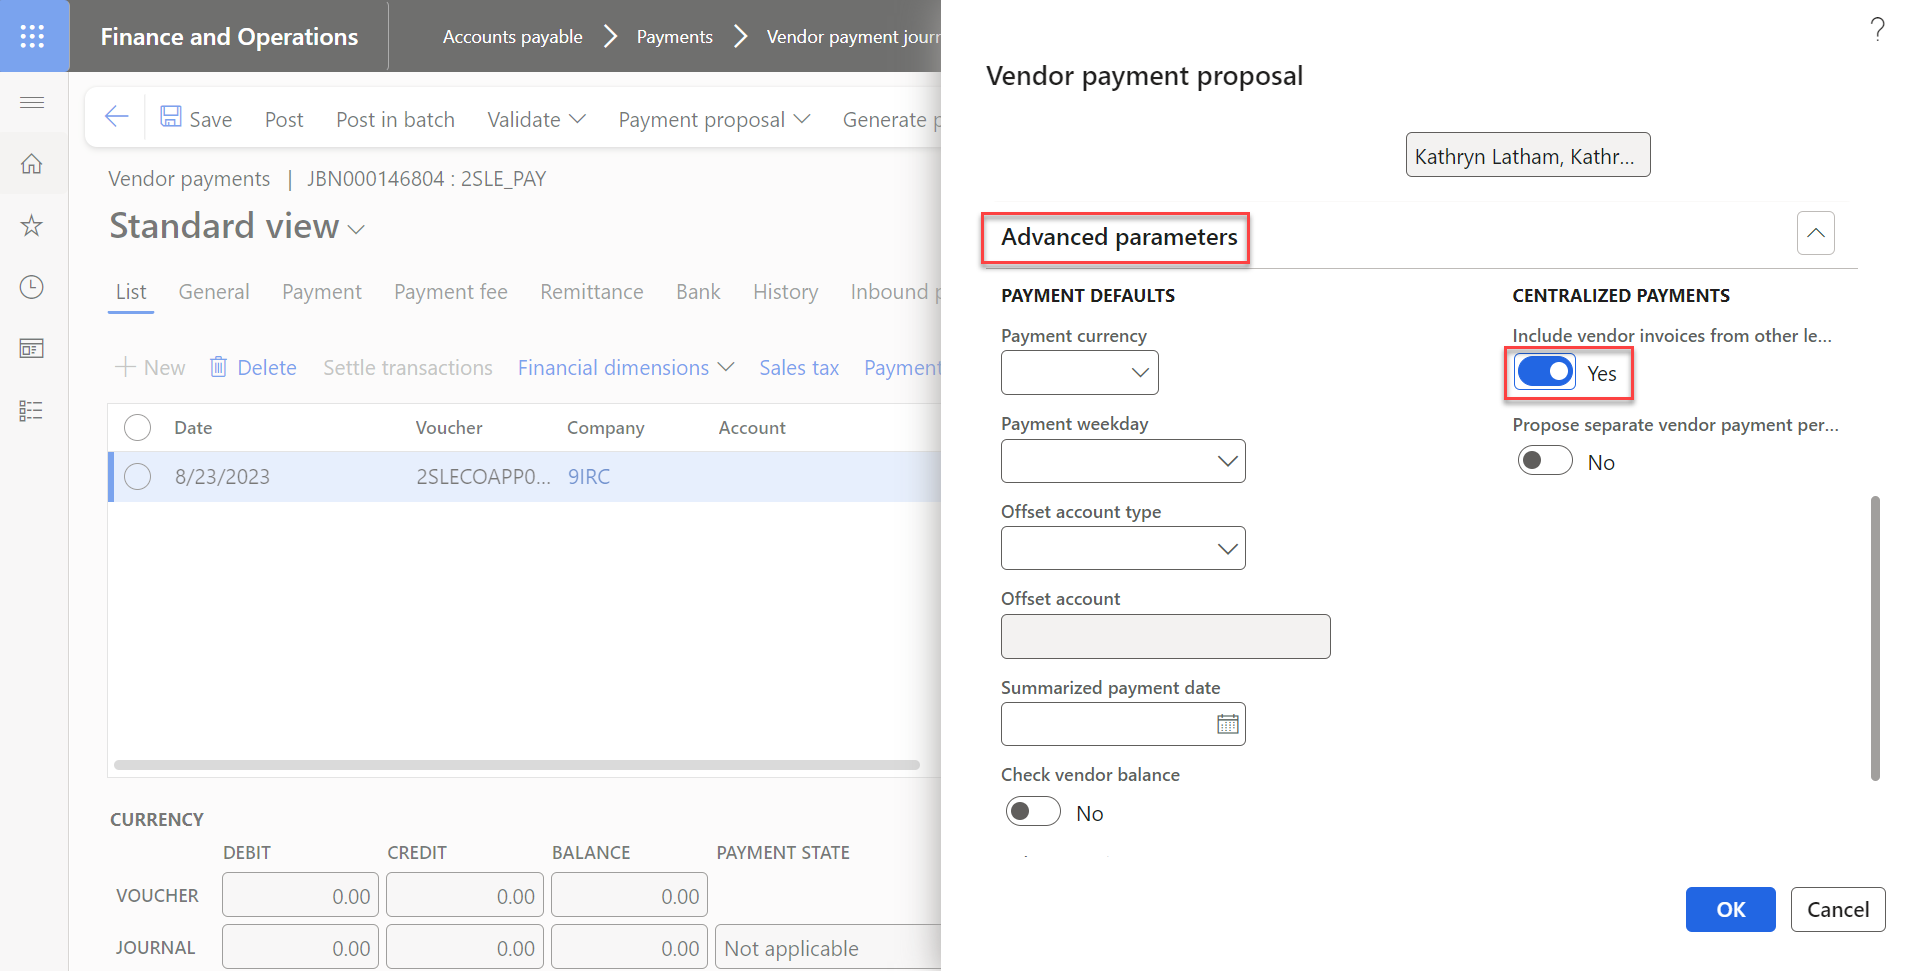 Finance and Operations
Accounts payable > Payments > Vendor payment jour
Save Post Post in batch Validate Payment proposal Generate p
Vendor payments | JBN000146804 : 2SLE_PAY
Standard view
List General Payment Payment fee Remittance Bank History Inbound p
New Delete Settle transactions Financial dimensions Sales tax Payment
Date Voucher Company Account
8/23/2023 2SLECOAPP0... 9IRC
CURRENCY
DEBIT CREDIT BALANCE PAYMENT STATE
VOUCHER 0.00 0.00 0.00
JOURNAL 0.00 0.00 0.00 Not applicable
?
Vendor payment proposal
Kathryn Latham, Kathr...
Advanced parameters
PAYMENT DEFAULTS
Payment currency
Payment weekday
Offset account type
Offset account
Summarized payment date
Check vendor balance
No
CENTRALIZED PAYMENTS
Include vendor invoices from other le...
Yes
Propose separate vendor payment per...
No
OK Cancel